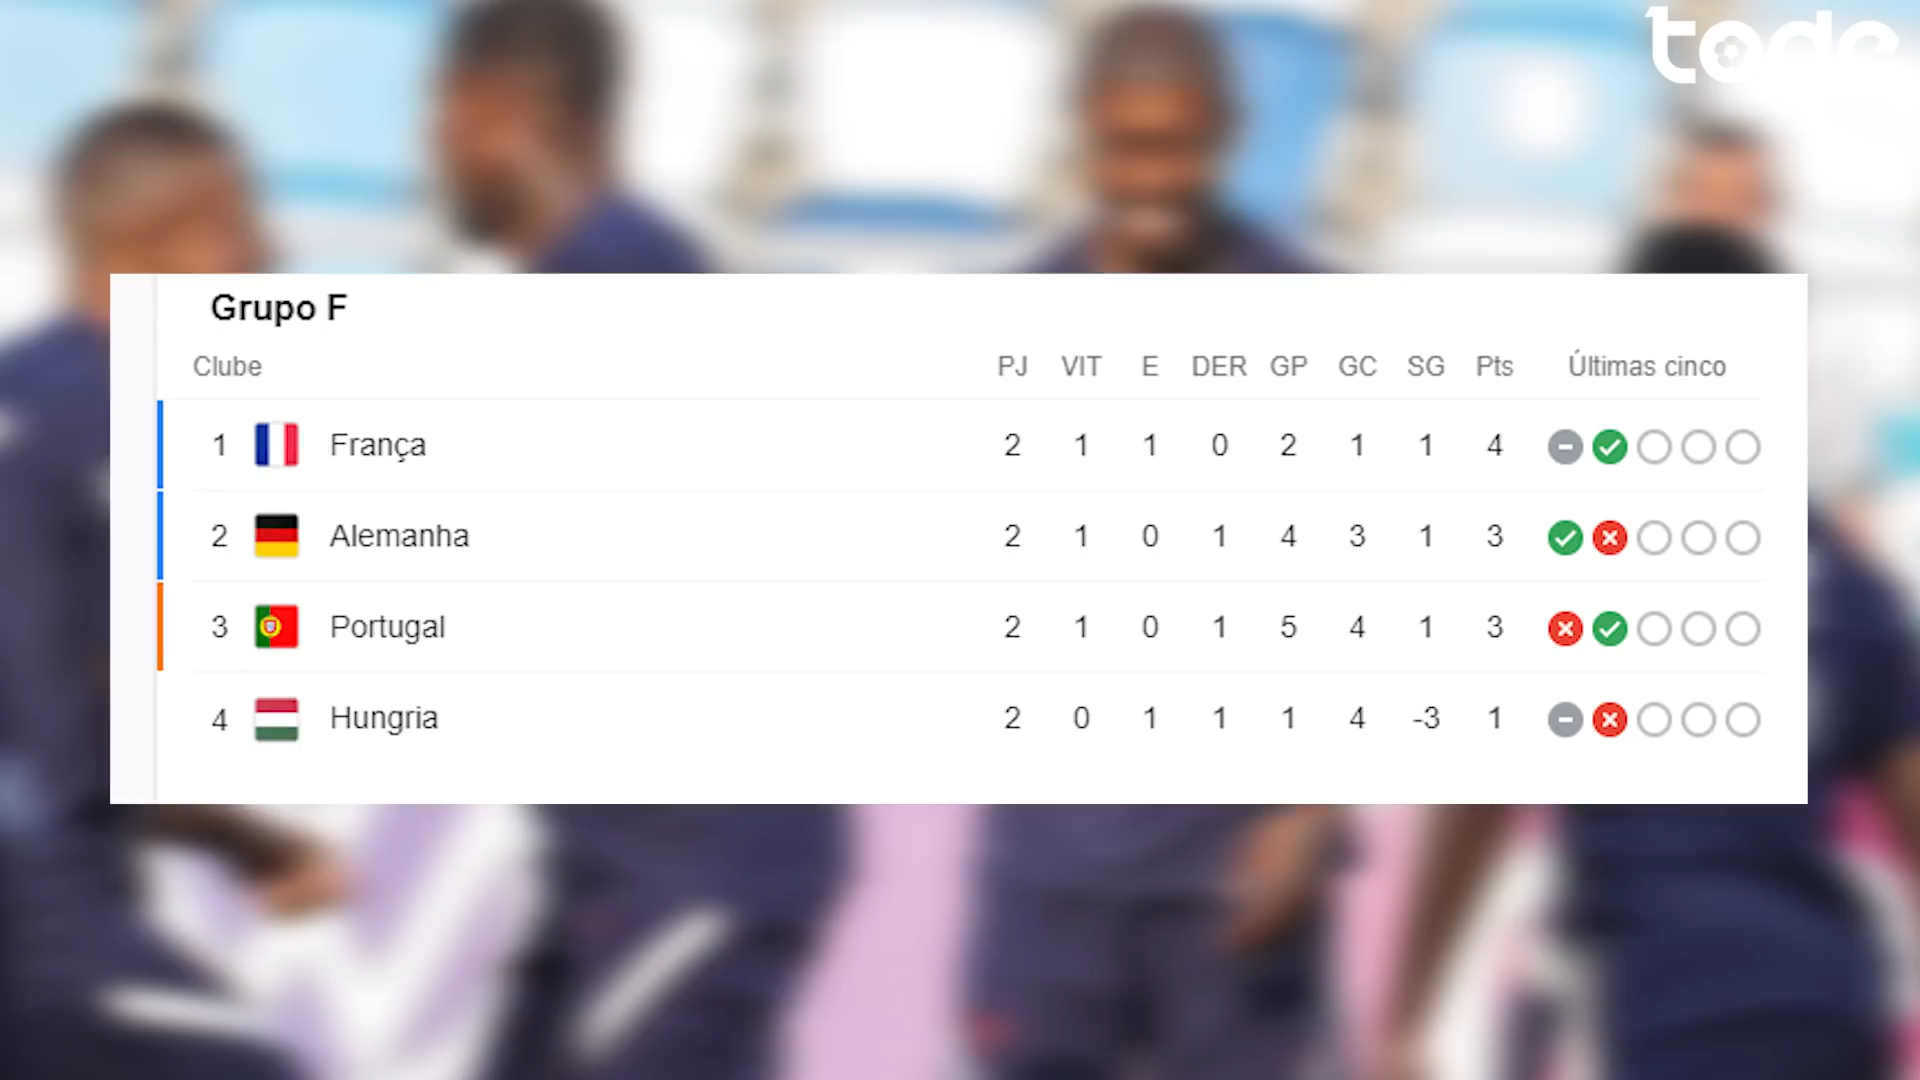 tode
Grupo F
Clube PJ VIT E DER GP GC SG Pts Últimas cinco
1 França 2 1 1 0 2 1 1 4
2 Alemanha 2 1 0 1 4 3 1 3
3 Portugal 2 1 0 1 5 4 1 3
4 Hungria 2 0 1 1 1 4 -3 1